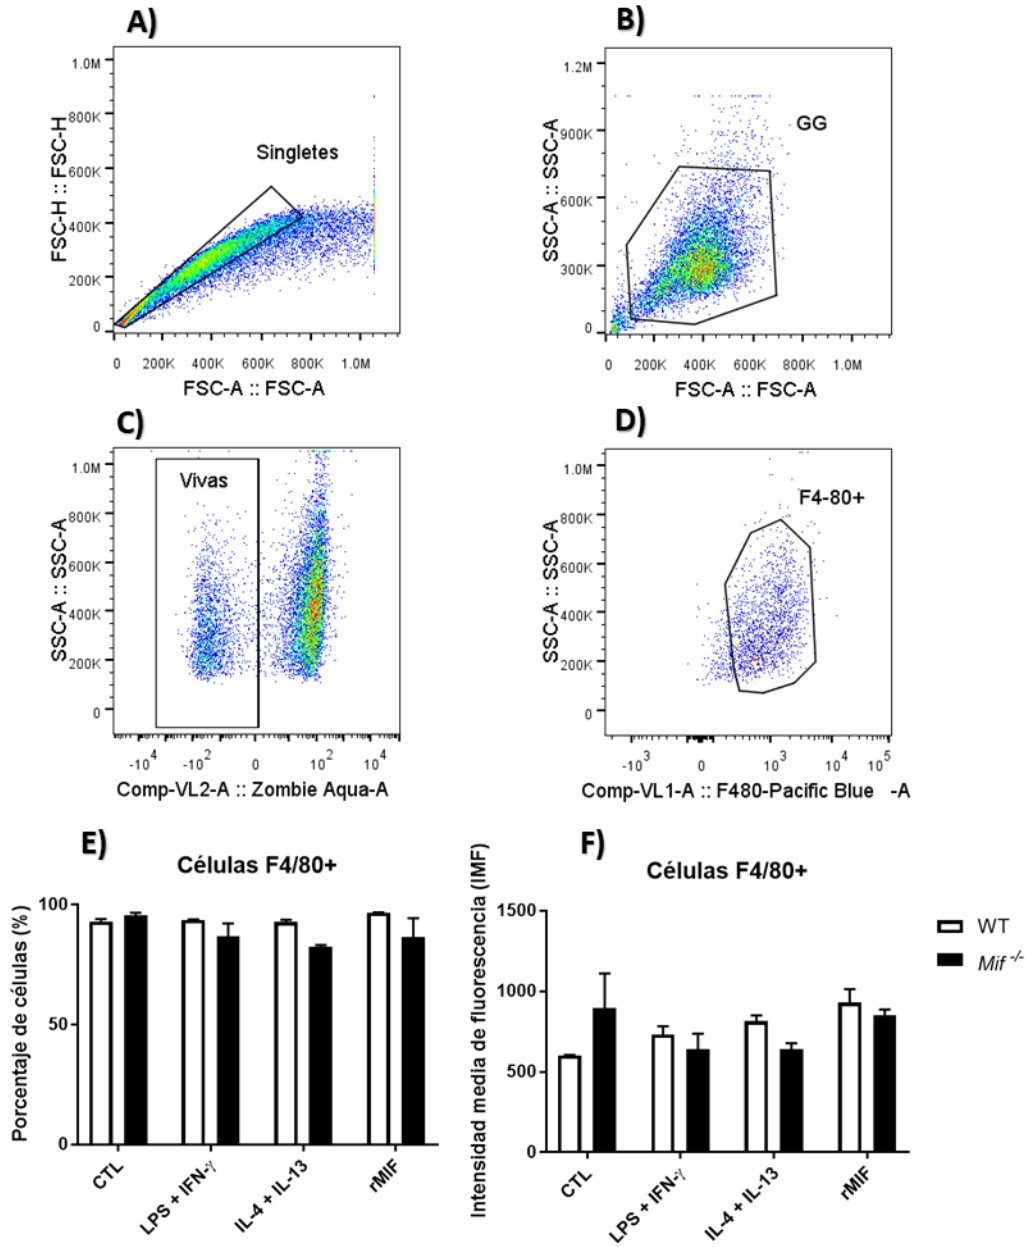 A)
1.0M
800K
600K
400K
200K
0
FSC-H :: FSC-H
Singletes
0 200K 400K 600K 800K 1.0M
FSC-A :: FSC-A
B)
1.2M
900K
600K
300K
0
SSC-A :: SSC-A
GG
0 200K 400K 600K 800K 1.0M
FSC-A :: FSC-A
C)
1.0M
800K
600K
400K
200K
0
SSC-A :: SSC-A
Vivas
-10^4 -10^2 0 10^2 10^4
Comp-VL2-A :: Zombie Aqua-A
D)
1.0M
800K
600K
400K
200K
0
SSC-A :: SSC-A
F4-80+
-10^3 0 10^3 10^4 10^5
Comp-VL1-A :: F480-Pacific Blue -A
E)
Células F4/80+
Porcentaje de células (%)
100
50
0
CTL
LPS + IFN-γ
IL-4 + IL-13
rMIF
F)
Células F4/80+
Intensidad media de fluorescencia (IMF)
1500
1000
500
0
CTL
LPS + IFN-γ
IL-4 + IL-13
rMIF
WT
Mif -/-